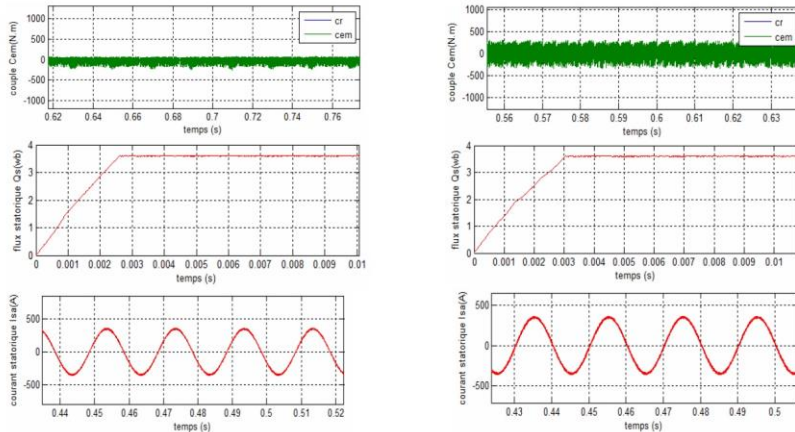 couple Cem(N.m)
1000
500
0
-500
-1000
cr
cem
0.62 0.64 0.66 0.68 0.7 0.72 0.74 0.76
temps (s)
flux statorique Qs(wb)
4
3
2
1
0
0 0.001 0.002 0.003 0.004 0.005 0.006 0.007 0.008 0.009 0.01
temps (s)
courant statorique Isa(A)
500
0
-500
0.44 0.45 0.46 0.47 0.48 0.49 0.5 0.51 0.52
temps (s)
couple Cem(N.m)
1000
500
0
-500
-1000
cr
cem
0.56 0.57 0.58 0.59 0.6 0.61 0.62 0.63
temps (s)
flux statorique Qs(wb)
4
3
2
1
0
0 0.001 0.002 0.003 0.004 0.005 0.006 0.007 0.008 0.009 0.01
temps (s)
courant statorique Isa(A)
500
0
-500
0.43 0.44 0.45 0.46 0.47 0.48 0.49 0.5
temps (s)